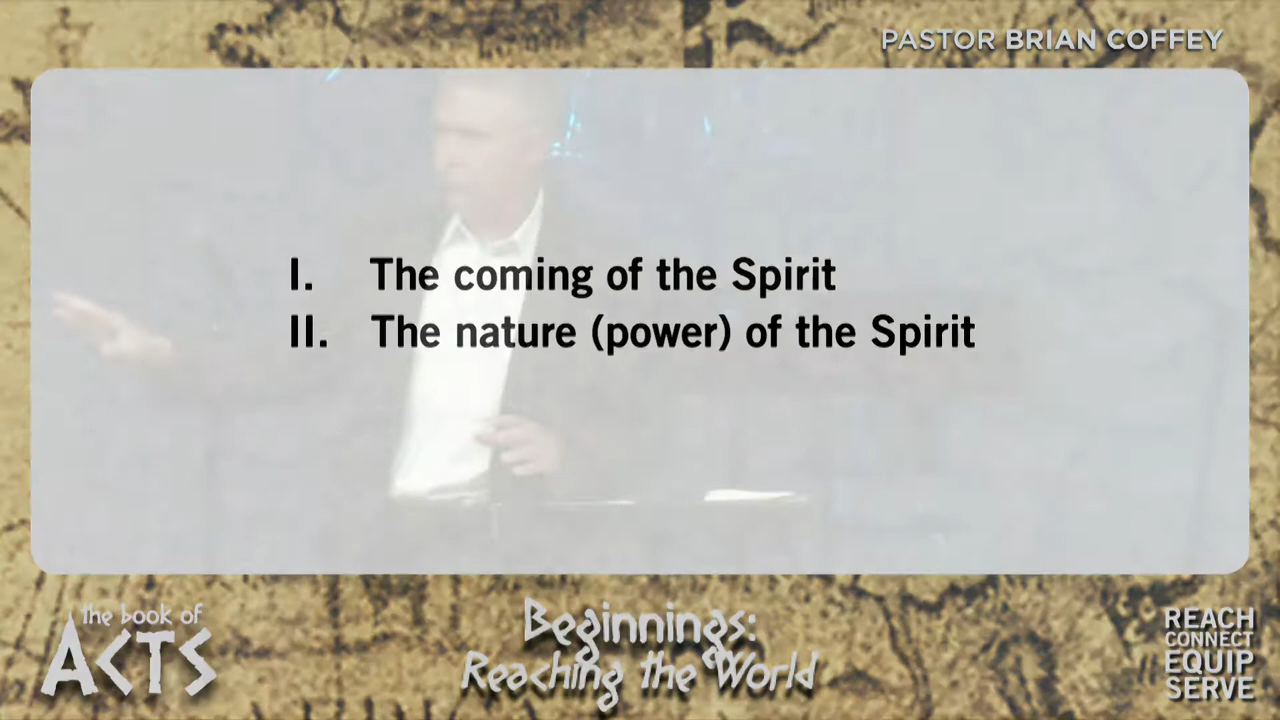 PASTOR BRIAN COFFEY
I. The coming of the Spirit
II. The nature (power) of the Spirit
the book of
ACTS
Beginnings:
Reaching the World
REACH
CONNECT
EQUIP
SERVE